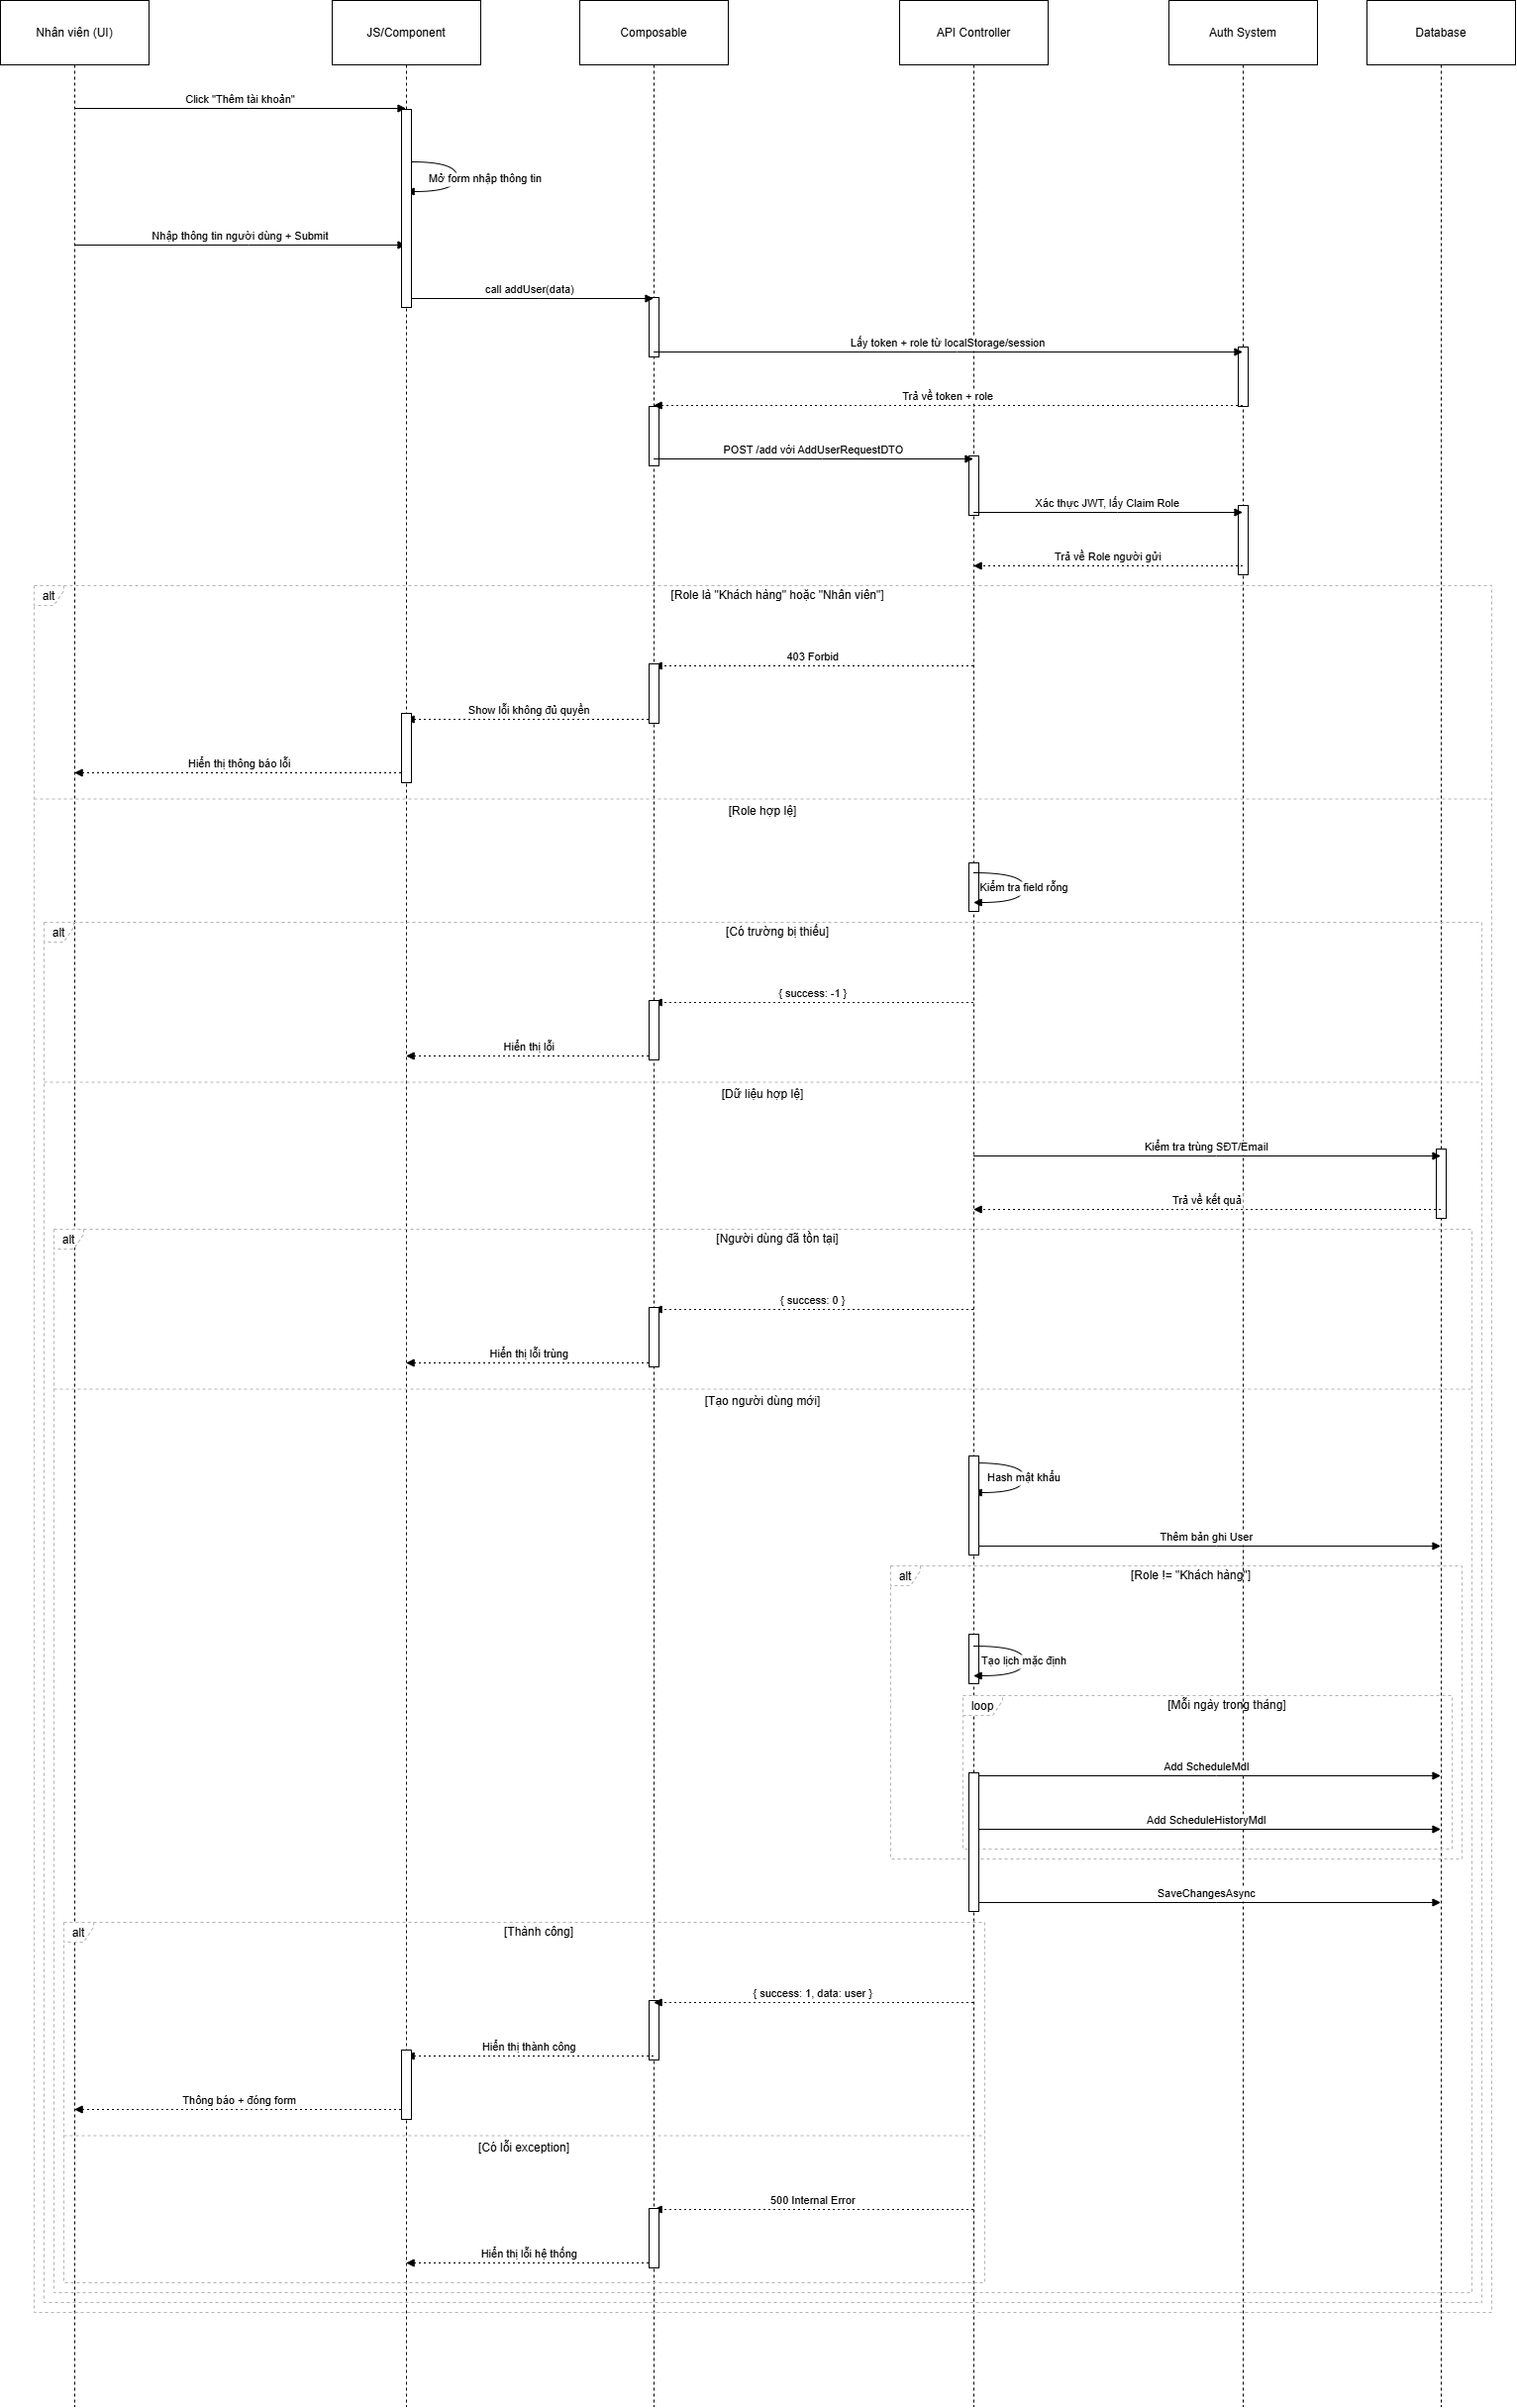 Nhân viên (UI)
JS/Component
Composable
API Controller
Auth System
Database
Click "Thêm tài khoản"
Mở form nhập thông tin
Nhập thông tin người dùng + Submit
call addUser(data)
Lấy token + role từ localStorage/session
Trả về token + role
POST /add với AddUserRequestDTO
Xác thực JWT, lấy Claim Role
Trả về Role người gửi
alt
[Role là "Khách hàng" hoặc "Nhân viên"]
403 Forbid
Show lỗi không đủ quyền
Hiển thị thông báo lỗi
[Role hợp lệ]
Kiểm tra field rỗng
alt
[Có trường bị thiếu]
{ success: -1 }
Hiển thị lỗi
[Dữ liệu hợp lệ]
Kiểm tra trùng SĐT/Email
Trả về kết quả
alt
[Người dùng đã tồn tại]
{ success: 0 }
Hiển thị lỗi trùng
[Tạo người dùng mới]
Hash mật khẩu
Thêm bản ghi User
alt
[Role != "Khách hàng"]
Tạo lịch mặc định
loop
[Mỗi ngày trong tháng]
Add ScheduleMdl
Add ScheduleHistoryMdl
SaveChangesAsync
alt
[Thành công]
{ success: 1, data: user }
Hiển thị thành công
Thông báo + đóng form
[Có lỗi exception]
500 Internal Error
Hiển thị lỗi hệ thống